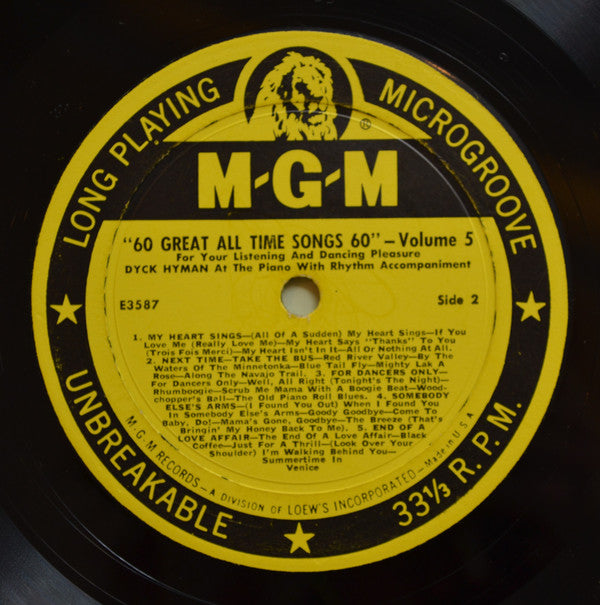 LONG PLAYING
MICROGROOVE
®
M-G-M
"60 GREAT ALL TIME SONGS 60" – Volume 5
For Your Listening And Dancing Pleasure
DYCK HYMAN At The Piano With Rhythm Accompaniment
E3587
Side 2
1. MY HEART SINGS—(All Of A Sudden) My Heart Sings—If You
Love Me (Really Love Me)—My Heart Says "Thanks" To You
(Trois Fois Merci)—My Heart Isn't In It—All Or Nothing At All.
2. NEXT TIME—TAKE THE BUS—Red River Valley—By The
Waters Of The Minnetonka—Blue Tail Fly—Mighty Lak A
Rose—Along The Navajo Trail. 3. FOR DANCERS ONLY—
For Dancers Only—Well, All Right (Tonight's The Night)—
Rhumboogie—Scrub Me Mama With A Boogie Beat—Wood-
chopper's Ball—The Old Piano Roll Blues. 4. SOMEBODY
ELSE'S ARMS—(I Found You Out) When I Found You
In Somebody Else's Arms—Goody Goodbye—Come To
Baby, Do!—Mama's Gone, Goodbye—The Breeze (That's
Bringin' My Honey Back To Me). 5. END OF A
LOVE AFFAIR—The End Of A Love Affair—Black
Coffee—Just For A Thrill—(Look Over Your
Shoulder) I'm Walking Behind You—
Summertime In
Venice
M-G-M RECORDS—A DIVISION OF LOEW'S INCORPORATED—Made in U.S.A.
UNBREAKABLE
33⅓ R.P.M.